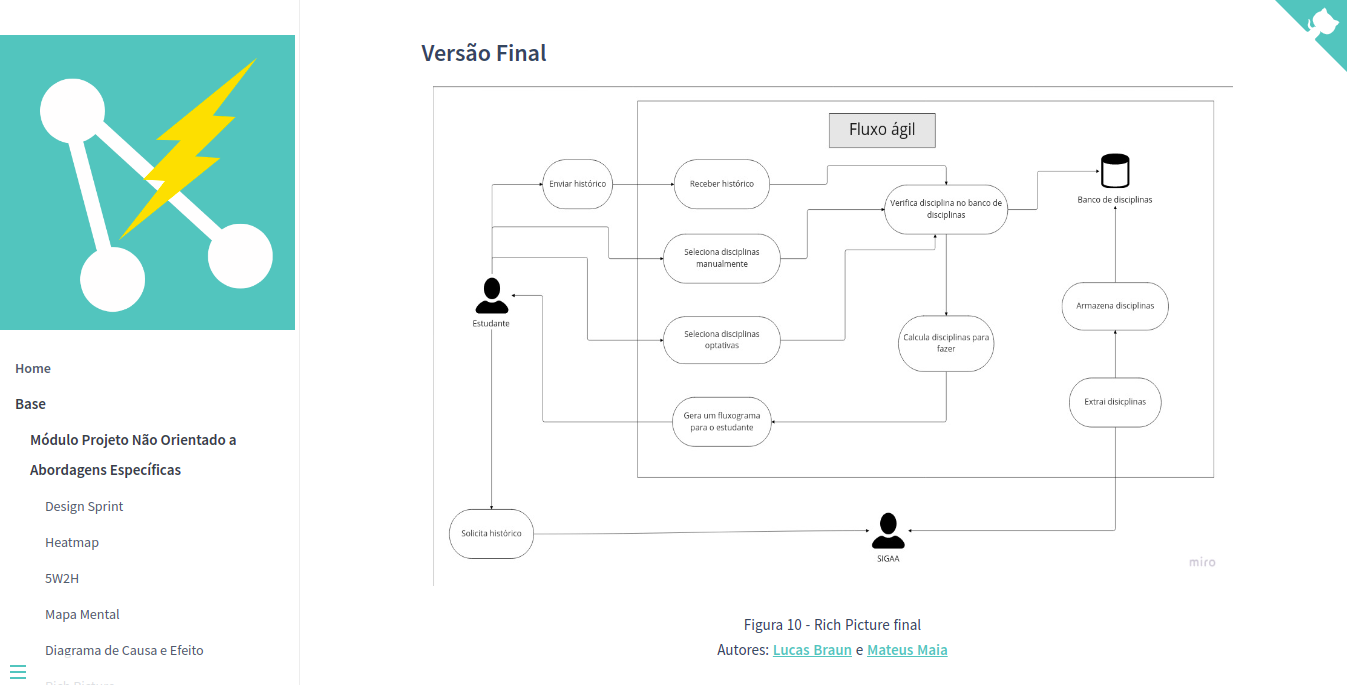 Home
Base
Módulo Projeto Não Orientado a
Abordagens Específicas
Design Sprint
Heatmap
5W2H
Mapa Mental
Diagrama de Causa e Efeito
Rich Picture
Versão Final
Fluxo ágil
Enviar histórico
Receber histórico
Verifica disciplina no banco de
disciplinas
Banco de disciplinas
Seleciona disciplinas
manualmente
Estudante
Seleciona disciplinas
optativas
Calcula disciplinas para
fazer
Armazena disciplinas
Gera um fluxograma
para o estudante
Extrai disicplinas
Solicita histórico
SIGAA
miro
Figura 10 - Rich Picture final
Autores: Lucas Braun e Mateus Maia